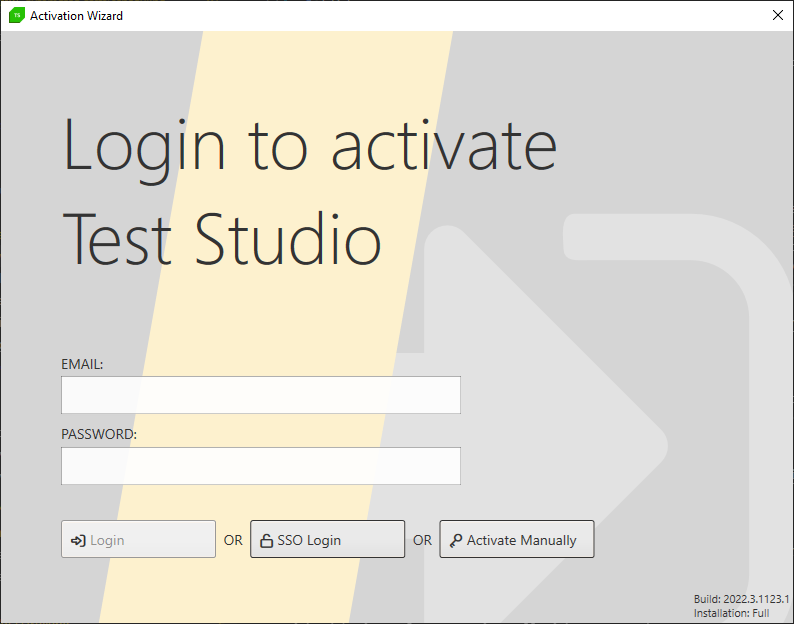 TS Activation Wizard
Login to activate
Test Studio
EMAIL:
PASSWORD:
Login OR SSO Login OR Activate Manually
Build: 2022.3.1123.1
Installation: Full